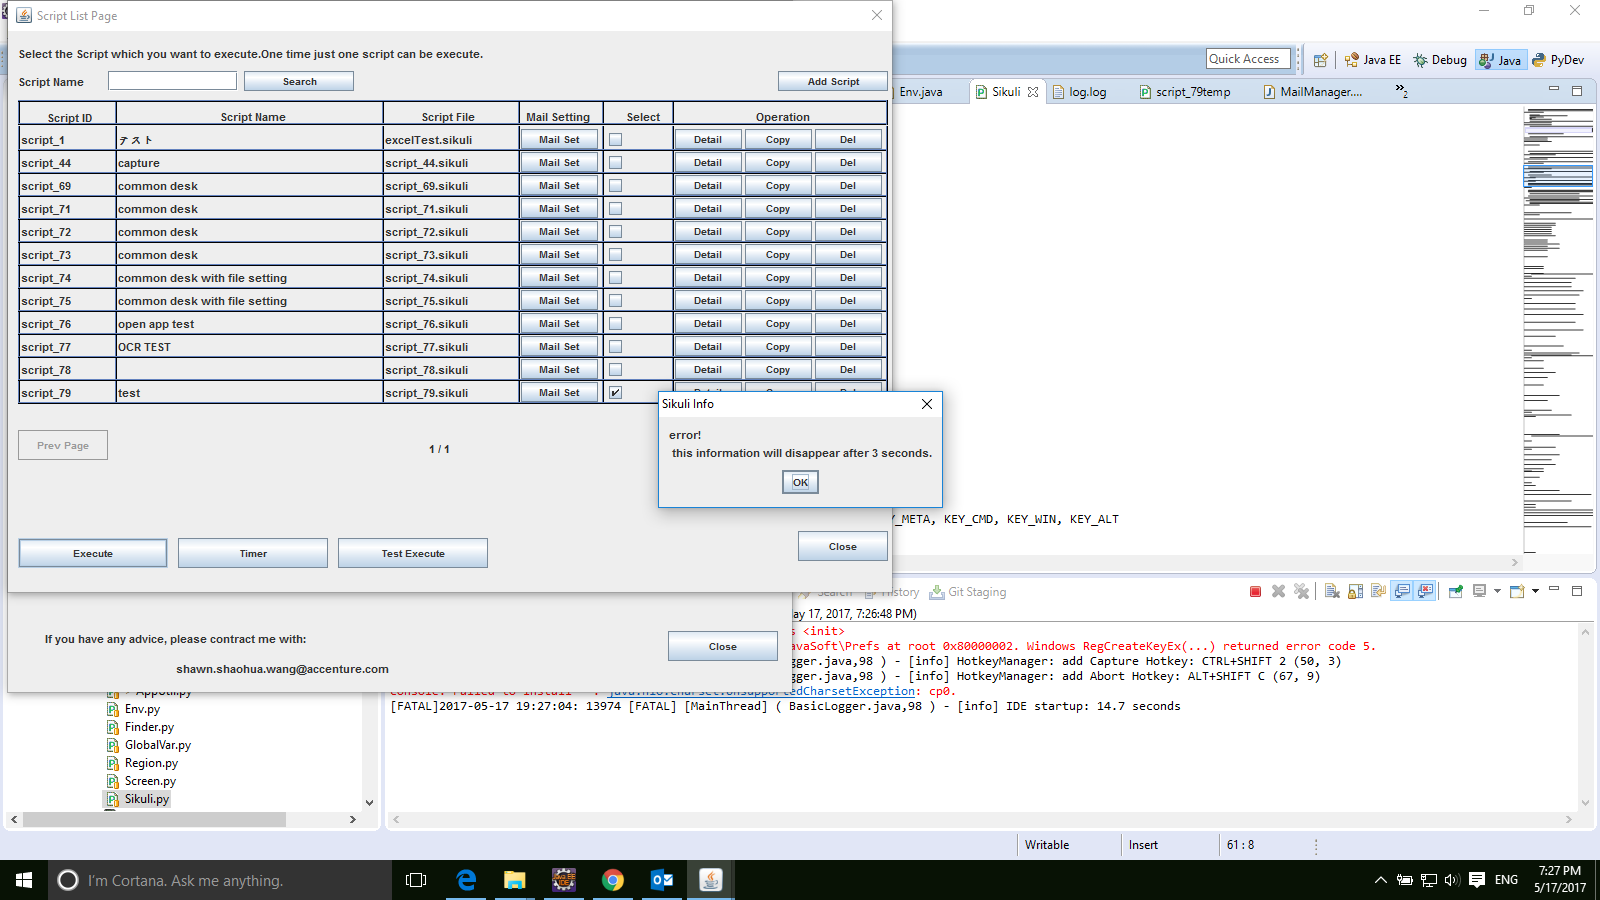 Script List Page
Select the Script which you want to execute.One time just one script can be execute.
Script Name Search Add Script
Script ID Script Name Script File Mail Setting Select Operation
script_1 テスト excelTest.sikuli Mail Set Detail Copy Del
script_44 capture script_44.sikuli Mail Set Detail Copy Del
script_69 common desk script_69.sikuli Mail Set Detail Copy Del
script_71 common desk script_71.sikuli Mail Set Detail Copy Del
script_72 common desk script_72.sikuli Mail Set Detail Copy Del
script_73 common desk script_73.sikuli Mail Set Detail Copy Del
script_74 common desk with file setting script_74.sikuli Mail Set Detail Copy Del
script_75 common desk with file setting script_75.sikuli Mail Set Detail Copy Del
script_76 open app test script_76.sikuli Mail Set Detail Copy Del
script_77 OCR TEST script_77.sikuli Mail Set Detail Copy Del
script_78 script_78.sikuli Mail Set Detail Copy Del
script_79 test script_79.sikuli Mail Set
Prev Page 1 / 1
Execute Timer Test Execute Close
Sikuli Info
error!
this information will disappear after 3 seconds.
OK
If you have any advice, please contract me with:
shawn.shaohua.wang@accenture.com
Close
Quick Access Java EE Debug Java PyDev
Env.java Sikuli log.log script_79temp MailManager.... »2
_META, KEY_CMD, KEY_WIN, KEY_ALT
Search History Git Staging
ay 17, 2017, 7:26:48 PM)
s <init>
avaSoft\Prefs at root 0x80000002. Windows RegCreateKeyEx(...) returned error code 5.
gger.java,98 ) - [info] HotkeyManager: add Capture Hotkey: CTRL+SHIFT 2 (50, 3)
gger.java,98 ) - [info] HotkeyManager: add Abort Hotkey: ALT+SHIFT C (67, 9)
console: Failed to install '': java.nio.charset.UnsupportedCharsetException: cp0.
[FATAL]2017-05-17 19:27:04: 13974 [FATAL] [MainThread] ( BasicLogger.java,98 ) - [info] IDE startup: 14.7 seconds
AppUtil.py
Env.py
Finder.py
GlobalVar.py
Region.py
Screen.py
Sikuli.py
Writable Insert 61 : 8
I'm Cortana. Ask me anything.
ENG 7:27 PM
5/17/2017